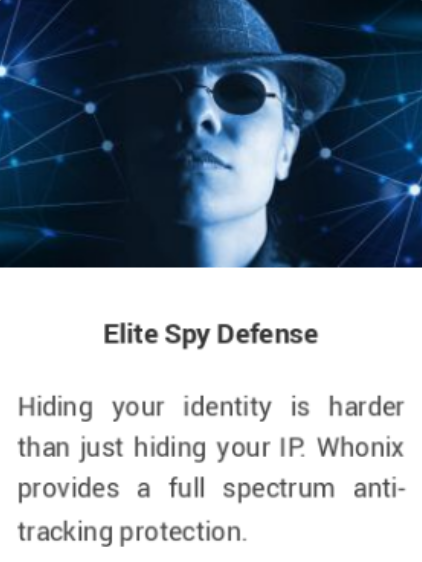 Elite Spy Defense
Hiding your identity is harder
than just hiding your IP. Whonix
provides a full spectrum anti-
tracking protection.